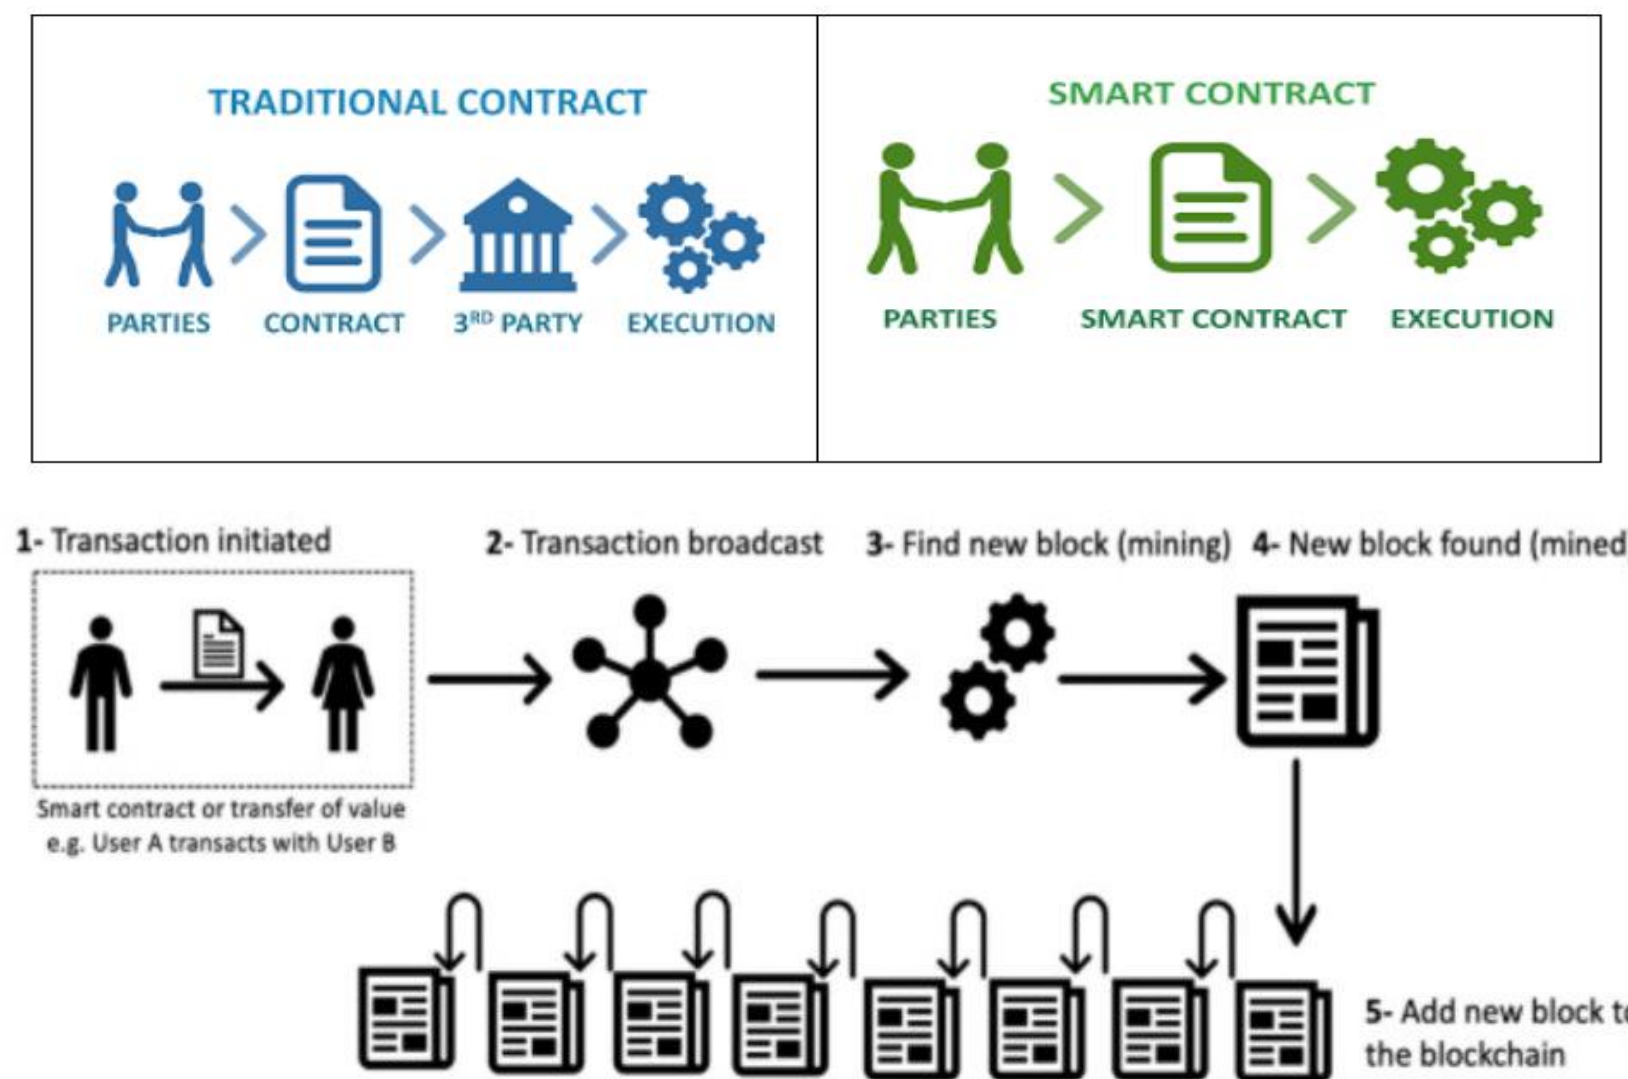 TRADITIONAL CONTRACT
PARTIES
CONTRACT
3RD PARTY
EXECUTION
SMART CONTRACT
PARTIES
SMART CONTRACT
EXECUTION
1- Transaction initiated
2- Transaction broadcast
3- Find new block (mining)
4- New block found (mined
Smart contract or transfer of value
e.g. User A transacts with User B
5- Add new block to
the blockchain